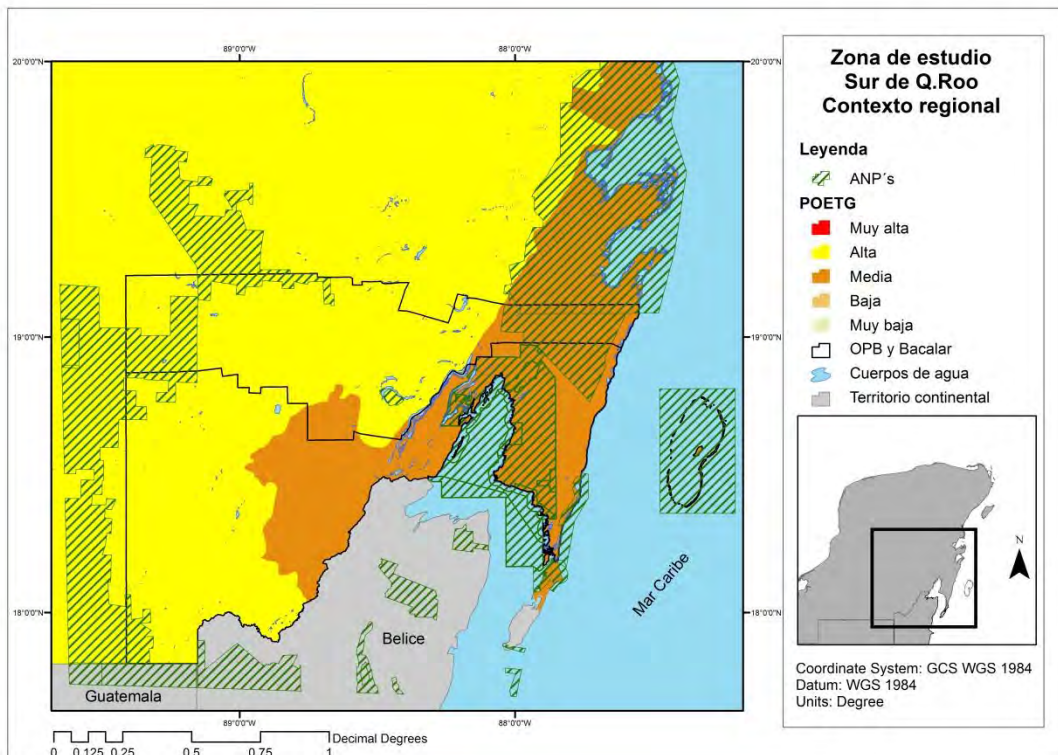 89°0'0"W
88°0'0"W
20°0'0"N
20°0'0"N
19°0'0"N
19°0'0"N
18°0'0"N
18°0'0"N
Mar Caribe
Belice
Guatemala
89°0'0"W
88°0'0"W
Decimal Degrees
0 0.125 0.25 0.5 0.75 1
Zona de estudio
Sur de Q.Roo
Contexto regional
Leyenda
ANP´s
POETG
Muy alta
Alta
Media
Baja
Muy baja
OPB y Bacalar
Cuerpos de agua
Territorio continental
N
Coordinate System: GCS WGS 1984
Datum: WGS 1984
Units: Degree